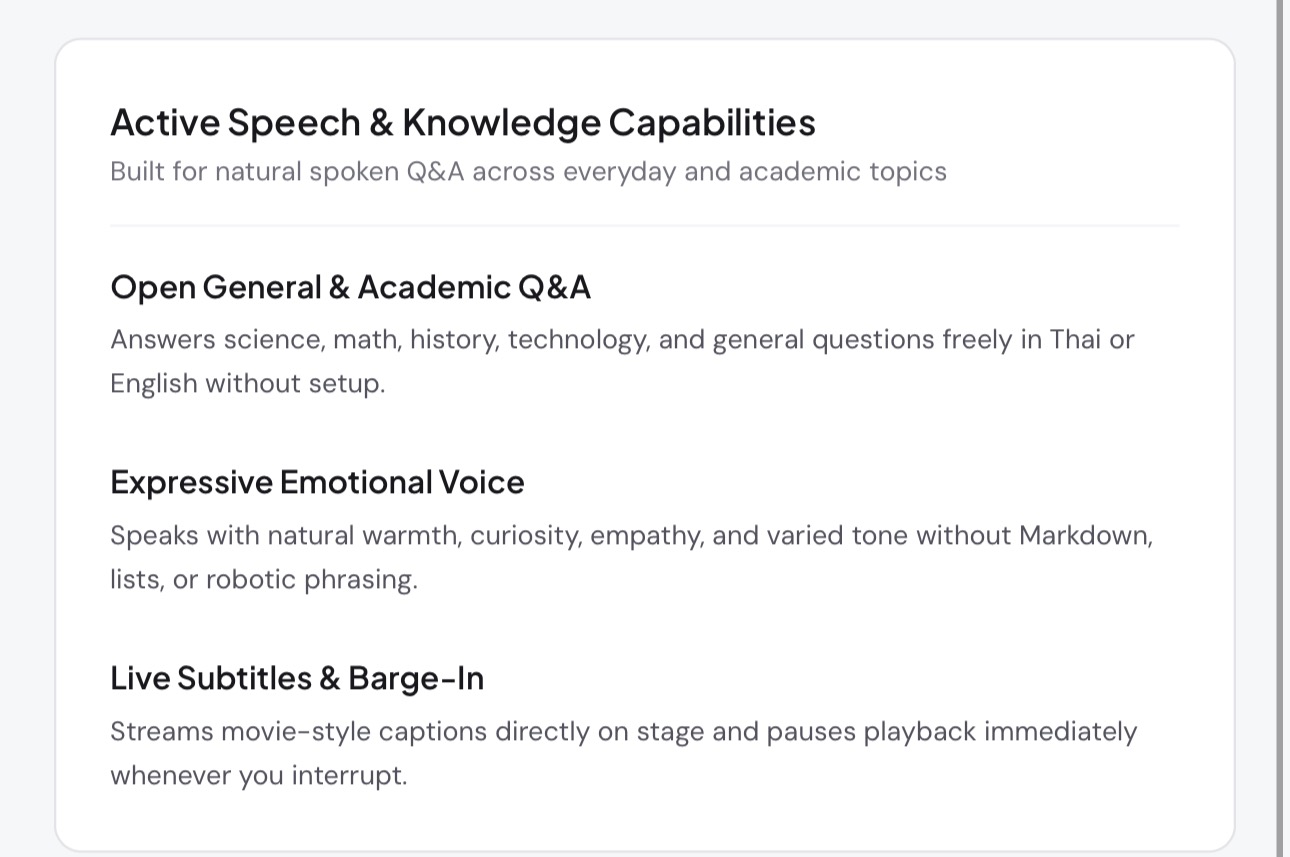 Active Speech & Knowledge Capabilities
Built for natural spoken Q&A across everyday and academic topics
Open General & Academic Q&A
Answers science, math, history, technology, and general questions freely in Thai or
English without setup.
Expressive Emotional Voice
Speaks with natural warmth, curiosity, empathy, and varied tone without Markdown,
lists, or robotic phrasing.
Live Subtitles & Barge-In
Streams movie-style captions directly on stage and pauses playback immediately
whenever you interrupt.